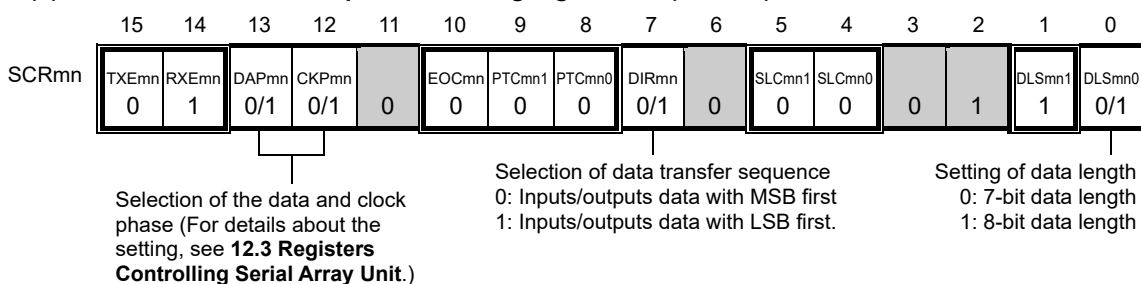 15 14 13 12 11 10 9 8 7 6 5 4 3 2 1 0
SCRmn TXEmn RXEmn DAPmn CKPmn EOCmn PTCmn1 PTCmn0 DIRmn SLCmn1 SLCmn0 DLSmn1 DLSmn0
0 1 0/1 0/1 0 0 0 0 0/1 0 0 0 0 1 1 0/1
Selection of the data and clock
phase (For details about the
setting, see 12.3 Registers
Controlling Serial Array Unit.)
Selection of data transfer sequence
0: Inputs/outputs data with MSB first
1: Inputs/outputs data with LSB first.
Setting of data length
0: 7-bit data length
1: 8-bit data length